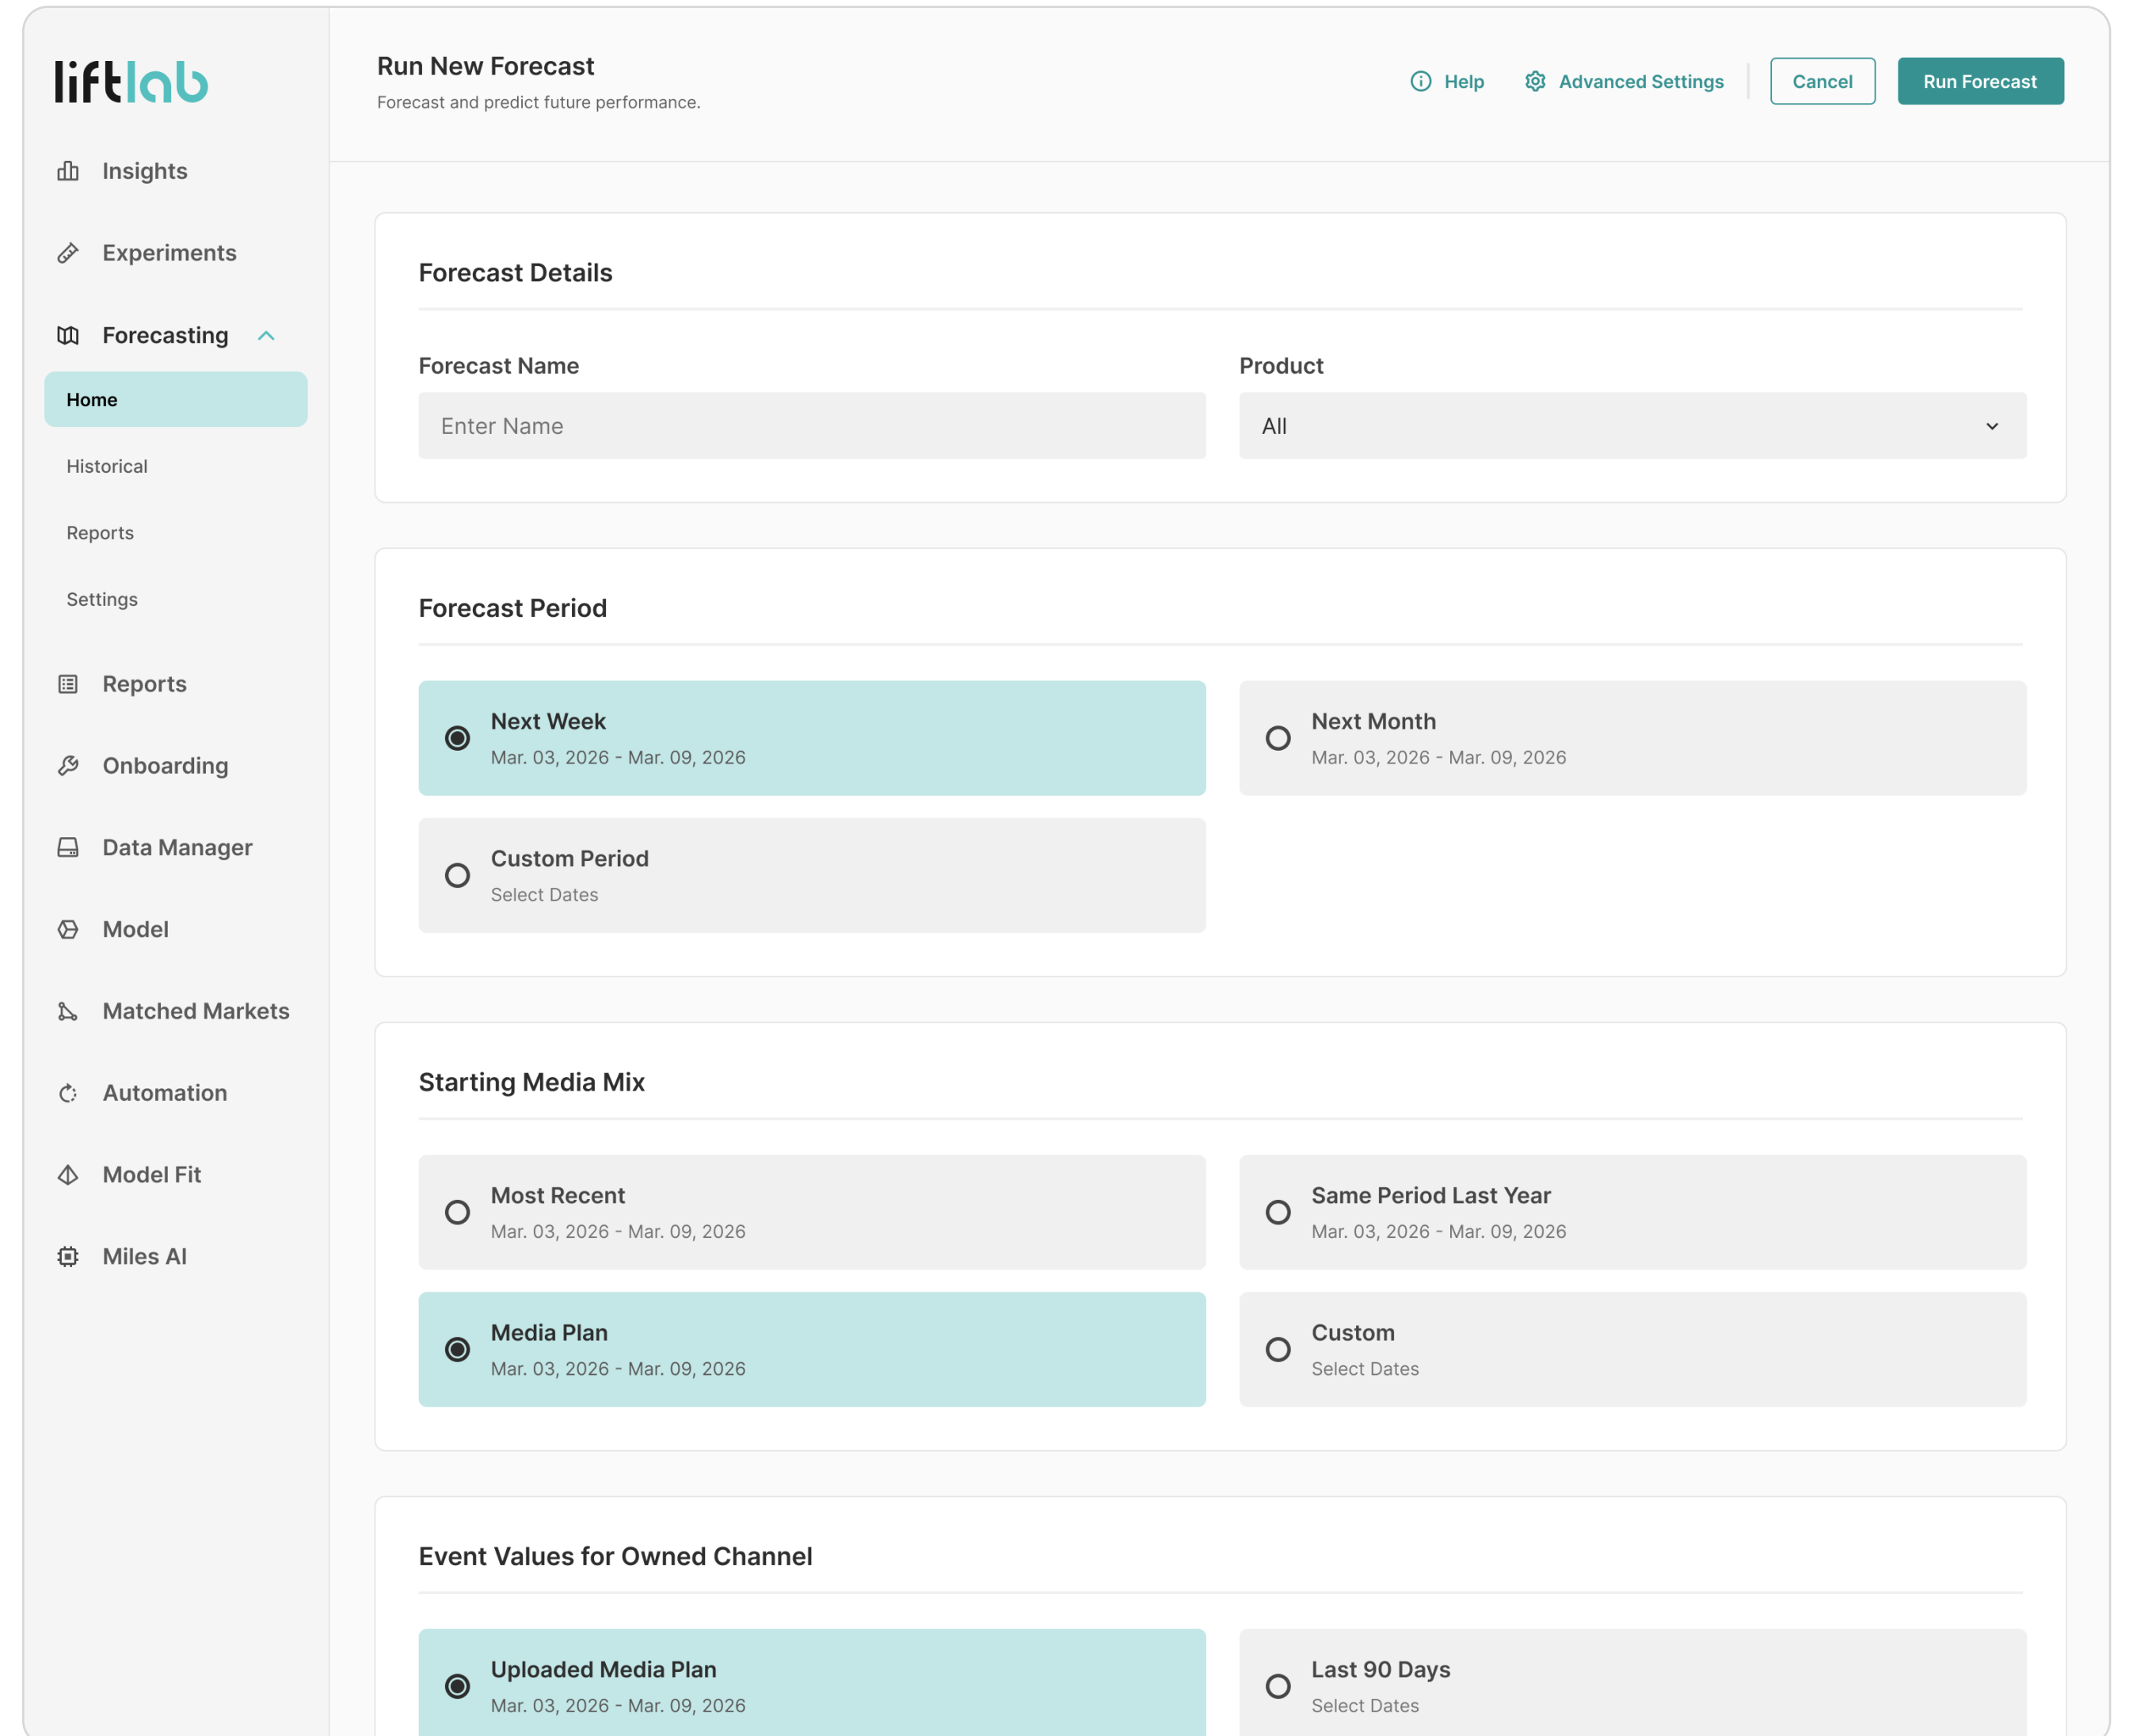 liftlab
Insights
Experiments
Forecasting
Home
Historical
Reports
Settings
Reports
Onboarding
Data Manager
Model
Matched Markets
Automation
Model Fit
Miles AI
Run New Forecast
Forecast and predict future performance.
Help
Advanced Settings
Cancel
Run Forecast
Forecast Details
Forecast Name
Enter Name
Product
All
Forecast Period
Next Week
Mar. 03, 2026 - Mar. 09, 2026
Next Month
Mar. 03, 2026 - Mar. 09, 2026
Custom Period
Select Dates
Starting Media Mix
Most Recent
Mar. 03, 2026 - Mar. 09, 2026
Same Period Last Year
Mar. 03, 2026 - Mar. 09, 2026
Media Plan
Mar. 03, 2026 - Mar. 09, 2026
Custom
Select Dates
Event Values for Owned Channel
Uploaded Media Plan
Mar. 03, 2026 - Mar. 09, 2026
Last 90 Days
Select Dates